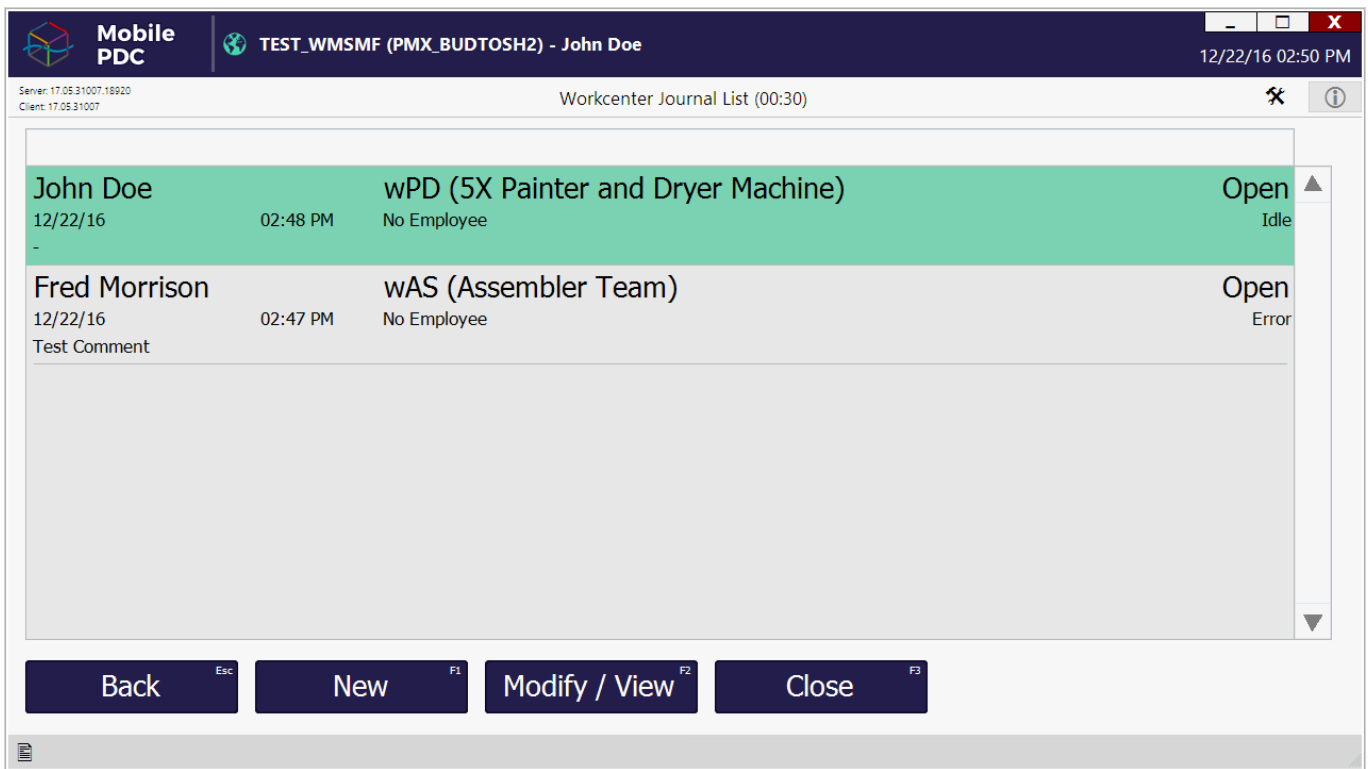 Mobile PDC
TEST_WMSMF (PMX_BUDTOSH2) - John Doe
12/22/16 02:50 PM
Server: 17.05.31007.18920
Client: 17.05.31007
Workcenter Journal List (00:30)
John Doe wPD (5X Painter and Dryer Machine) Open
12/22/16 02:48 PM No Employee Idle
-
Fred Morrison wAS (Assembler Team) Open
12/22/16 02:47 PM No Employee Error
Test Comment
Back Esc New F1 Modify / View F2 Close F3